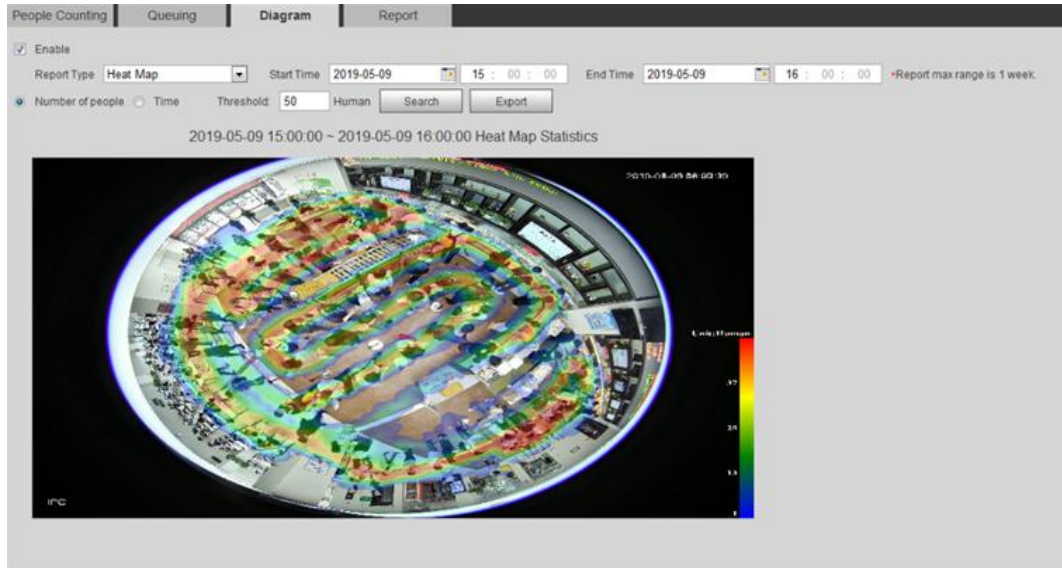 People Counting Queuing Diagram Report
Enable
Report Type Heat Map Start Time 2019-05-09 15 : 00 : 00 End Time 2019-05-09 16 : 00 : 00 *Report max range is 1 week.
Number of people Time Threshold: 50 Human Search Export
2019-05-09 15:00:00 ~ 2019-05-09 16:00:00 Heat Map Statistics
Unit:Human
IPC
1